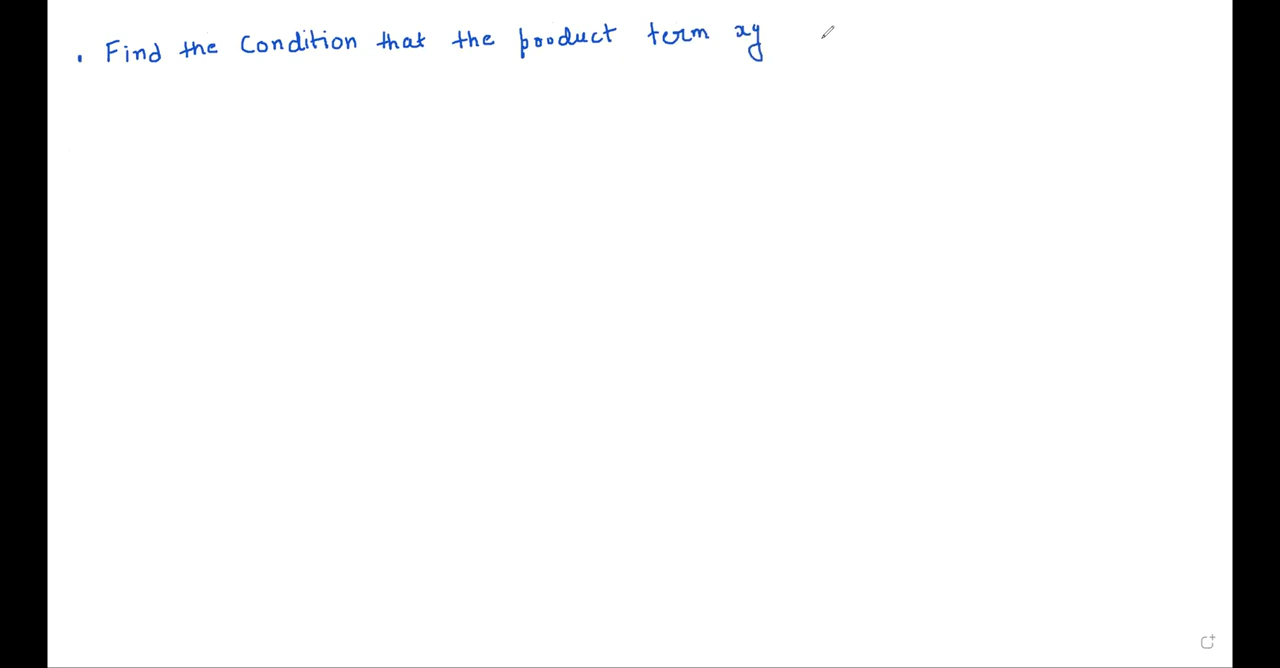 . Find the Condition that the product term xy